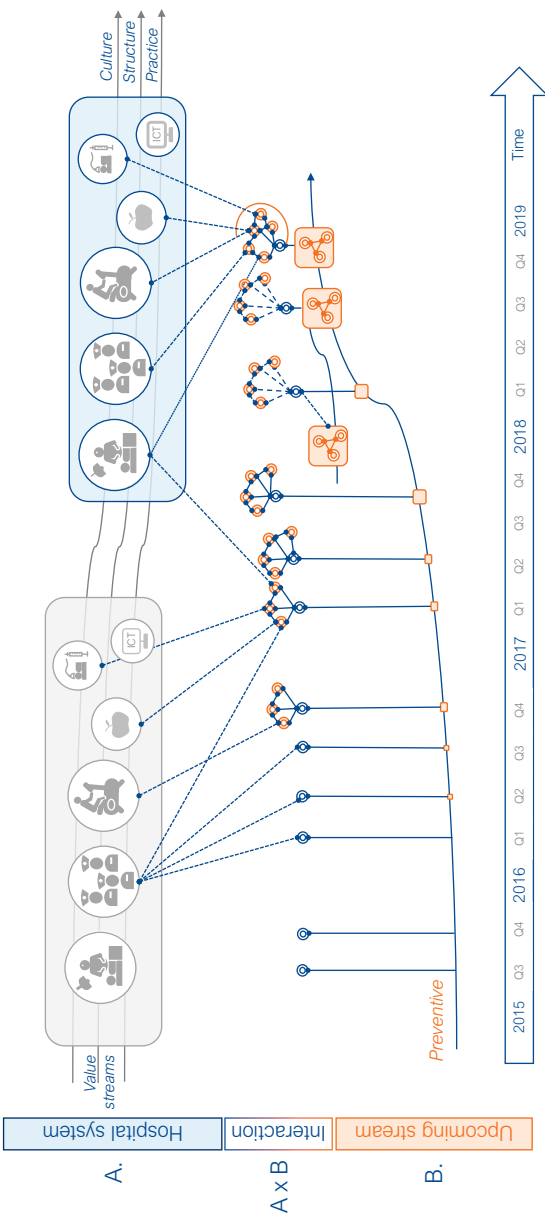 A.
Hospital system
Value
streams
ICT
ICT
Culture
Structure
Practice
A x B
Interaction
B.
Upcoming stream
Preventive
2015
Q3
Q4
2016
Q1
Q2
Q3
Q4
2017
Q1
Q2
Q3
Q4
2018
Q1
Q2
Q3
Q4
2019
Time